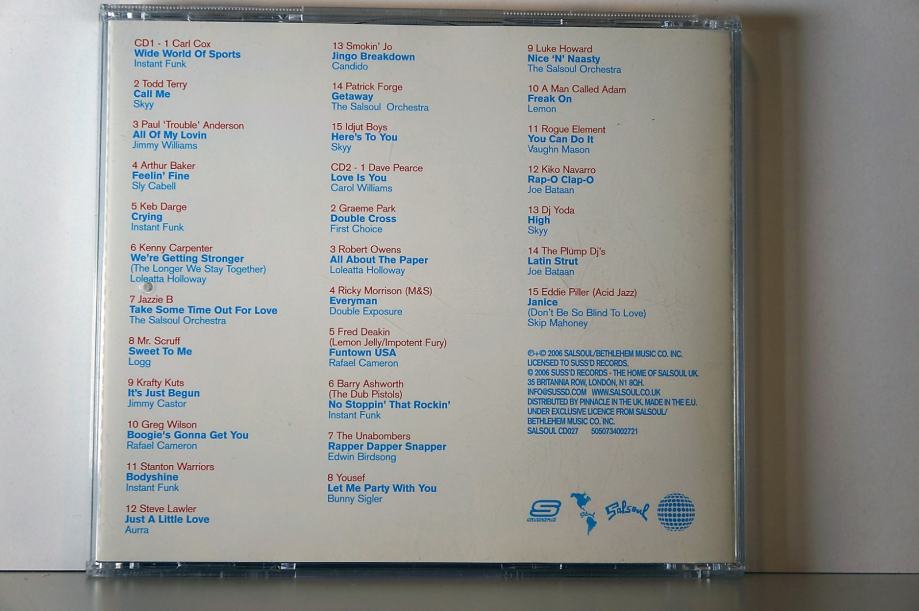 CD1 - 1 Carl Cox
Wide World Of Sports
Instant Funk
2 Todd Terry
Call Me
Skyy
3 Paul 'Trouble' Anderson
All Of My Lovin
Jimmy Williams
4 Arthur Baker
Feelin' Fine
Sly Cabell
5 Keb Darge
Crying
Instant Funk
6 Kenny Carpenter
We're Getting Stronger
(The Longer We Stay Together)
Loleatta Holloway
7 Jazzie B
Take Some Time Out For Love
The Salsoul Orchestra
8 Mr. Scruff
Sweet To Me
Logg
9 Krafty Kuts
It's Just Begun
Jimmy Castor
10 Greg Wilson
Boogie's Gonna Get You
Rafael Cameron
11 Stanton Warriors
Bodyshine
Instant Funk
12 Steve Lawler
Just A Little Love
Aurra
13 Smokin' Jo
Jingo Breakdown
Candido
14 Patrick Forge
Getaway
The Salsoul Orchestra
15 Idjut Boys
Here's To You
Skyy
CD2 - 1 Dave Pearce
Love Is You
Carol Williams
2 Graeme Park
Double Cross
First Choice
3 Robert Owens
All About The Paper
Loleatta Holloway
4 Ricky Morrison (M&S)
Everyman
Double Exposure
5 Fred Deakin
(Lemon Jelly/Impotent Fury)
Funtown USA
Rafael Cameron
6 Barry Ashworth
(The Dub Pistols)
No Stoppin' That Rockin'
Instant Funk
7 The Unabombers
Rapper Dapper Snapper
Edwin Birdsong
8 Yousef
Let Me Party With You
Bunny Sigler
9 Luke Howard
Nice 'N' Naasty
The Salsoul Orchestra
10 A Man Called Adam
Freak On
Lemon
11 Rogue Element
You Can Do It
Vaughn Mason
12 Kiko Navarro
Rap-O Clap-O
Joe Bataan
13 Dj Yoda
High
Skyy
14 The Plump Dj's
Latin Strut
Joe Bataan
15 Eddie Piller (Acid Jazz)
Janice
(Don't Be So Blind To Love)
Skip Mahoney
℗+© 2006 SALSOUL/BETHLEHEM MUSIC CO. INC.
LICENSED TO SUSS'D RECORDS.
© 2006 SUSS'D RECORDS - THE HOME OF SALSOUL UK.
35 BRITANNIA ROW, LONDON, N1 8QH.
INFO@SUSSD.COM WWW.SALSOUL.CO.UK
DISTRIBUTED BY PINNACLE IN THE UK. MADE IN THE E.U.
UNDER EXCLUSIVE LICENCE FROM SALSOUL/
BETHLEHEM MUSIC CO. INC.
SALSOUL CD027 5050734002721
Salsoul